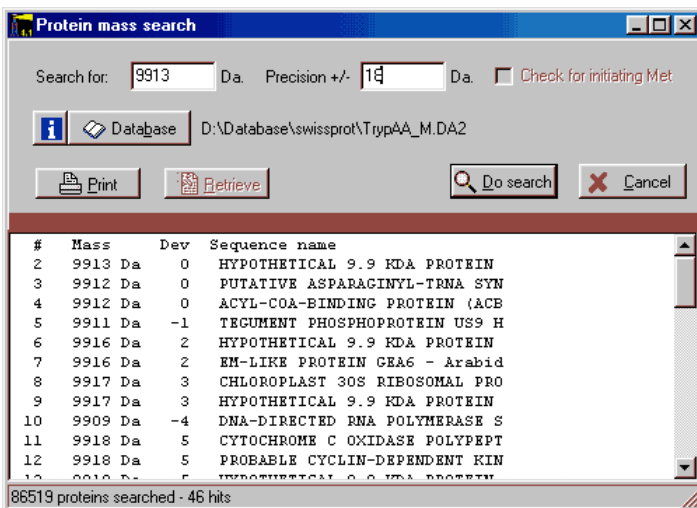 4.1 Protein mass search
Search for: 9913 Da. Precision +/- 18 Da. Check for initiating Met
i Database D:\Database\swissprot\TrypAA_M.DA2
Print Retrieve Do search Cancel
# Mass Dev Sequence name
2 9913 Da 0 HYPOTHETICAL 9.9 KDA PROTEIN
3 9912 Da 0 PUTATIVE ASPARAGINYL-TRNA SYN
4 9912 Da 0 ACYL-COA-BINDING PROTEIN (ACB
5 9911 Da -1 TEGUMENT PHOSPHOPROTEIN US9 H
6 9916 Da 2 HYPOTHETICAL 9.9 KDA PROTEIN
7 9916 Da 2 EM-LIKE PROTEIN GEA6 - Arabid
8 9917 Da 3 CHLOROPLAST 30S RIBOSOMAL PRO
9 9917 Da 3 HYPOTHETICAL 9.9 KDA PROTEIN
10 9909 Da -4 DNA-DIRECTED RNA POLYMERASE S
11 9918 Da 5 CYTOCHROME C OXIDASE POLYPEPT
12 9918 Da 5 PROBABLE CYCLIN-DEPENDENT KIN
86519 proteins searched - 46 hits